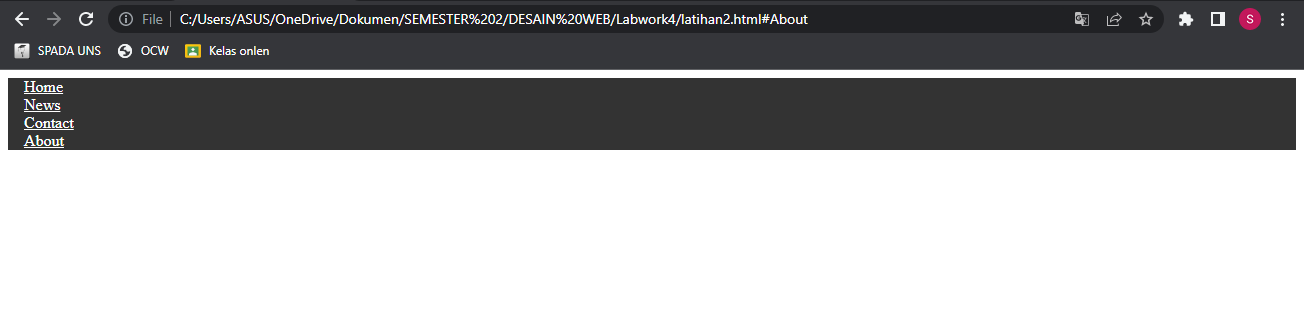 File C:/Users/ASUS/OneDrive/Dokumen/SEMESTER%202/DESAIN%20WEB/Labwork4/latihan2.html#About S
SPADA UNS OCW Kelas onlen
Home
News
Contact
About